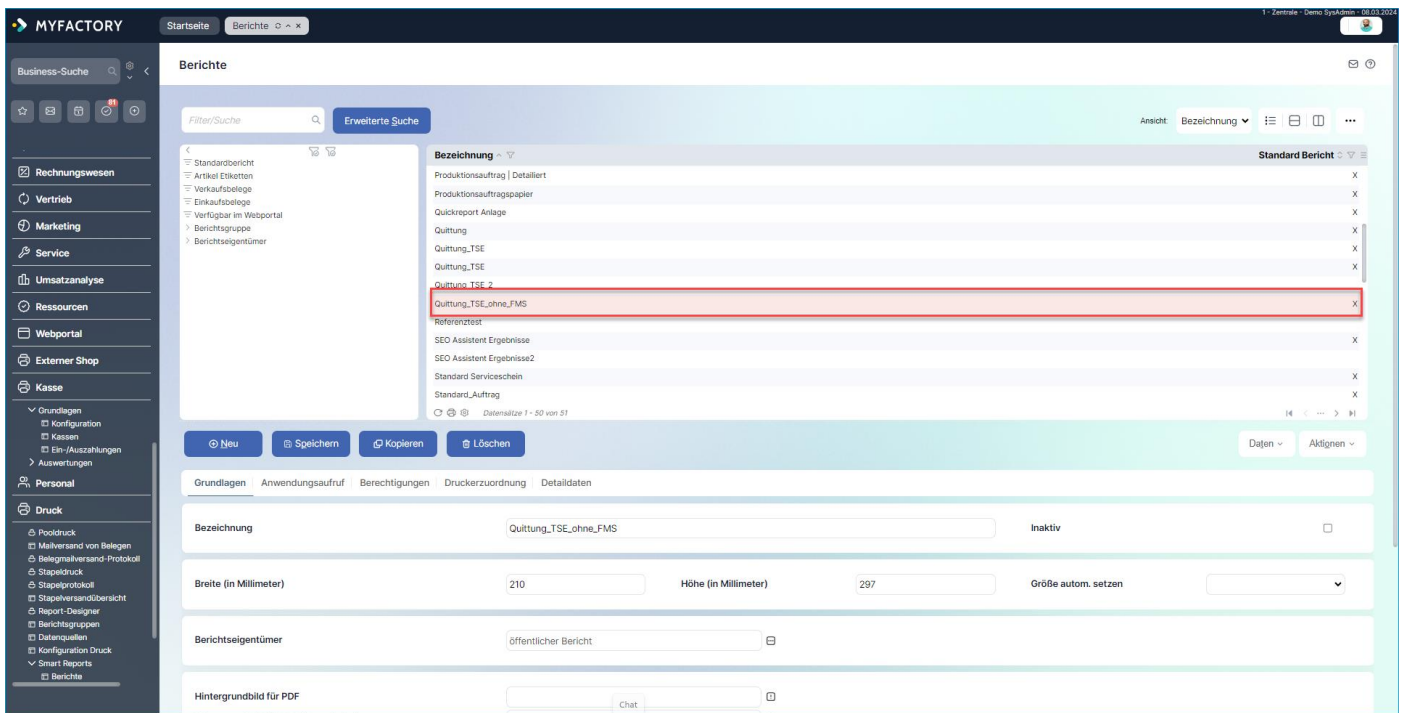 1 - Zentrale - Demo SysAdmin - 08.03.2024
MYFACTORY
Startseite
Berichte
Business-Suche
Berichte
91
Filter/Suche
Erweiterte Suche
Ansicht:
Bezeichnung
Standardbericht
Artikel Etiketten
Verkaufsbelege
Einkaufsbelege
Verfügbar im Webportal
Berichtsgruppe
Berichtseigentümer
Bezeichnung
Standard Bericht
Produktionsauftrag | Detailiert X
Produktionsauftragspapier X
Quickreport Anlage X
Quittung X
Quittung_TSE X
Quittung_TSE X
Quittung_TSE_2
Quittung_TSE_ohne_FMS X
Referenztest
SEO Assistent Ergebnisse X
SEO Assistent Ergebnisse2
Standard Serviceschein X
Standard_Auftrag X
Datensätze 1 - 50 von 51
Rechnungswesen
Vertrieb
Marketing
Service
Umsatzanalyse
Ressourcen
Webportal
Externer Shop
Kasse
Grundlagen
Konfiguration
Kassen
Ein-/Auszahlungen
Auswertungen
Personal
Druck
Pooldruck
Mailversand von Belegen
Belegmailversand-Protokoll
Stapeldruck
Stapelprotokoll
Stapelversandübersicht
Report-Designer
Berichtsgruppen
Datenquellen
Konfiguration Druck
Smart Reports
Berichte
Neu
Speichern
Kopieren
Löschen
Daten
Aktionen
Grundlagen
Anwendungsaufruf
Berechtigungen
Druckerzuordnung
Detaildaten
Bezeichnung
Quittung_TSE_ohne_FMS
Inaktiv
Breite (in Millimeter)
210
Höhe (in Millimeter)
297
Größe autom. setzen
Berichtseigentümer
öffentlicher Bericht
Hintergrundbild für PDF
Chat